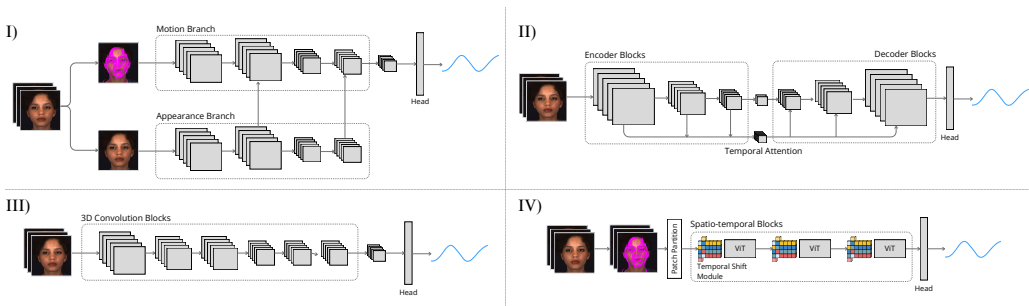 I)
Motion Branch
Appearance Branch
Head
II)
Encoder Blocks
Decoder Blocks
Temporal Attention
Head
III)
3D Convolution Blocks
Head
IV)
Patch Partition
Spatio-temporal Blocks
ViT
ViT
ViT
Temporal Shift
Module
Head